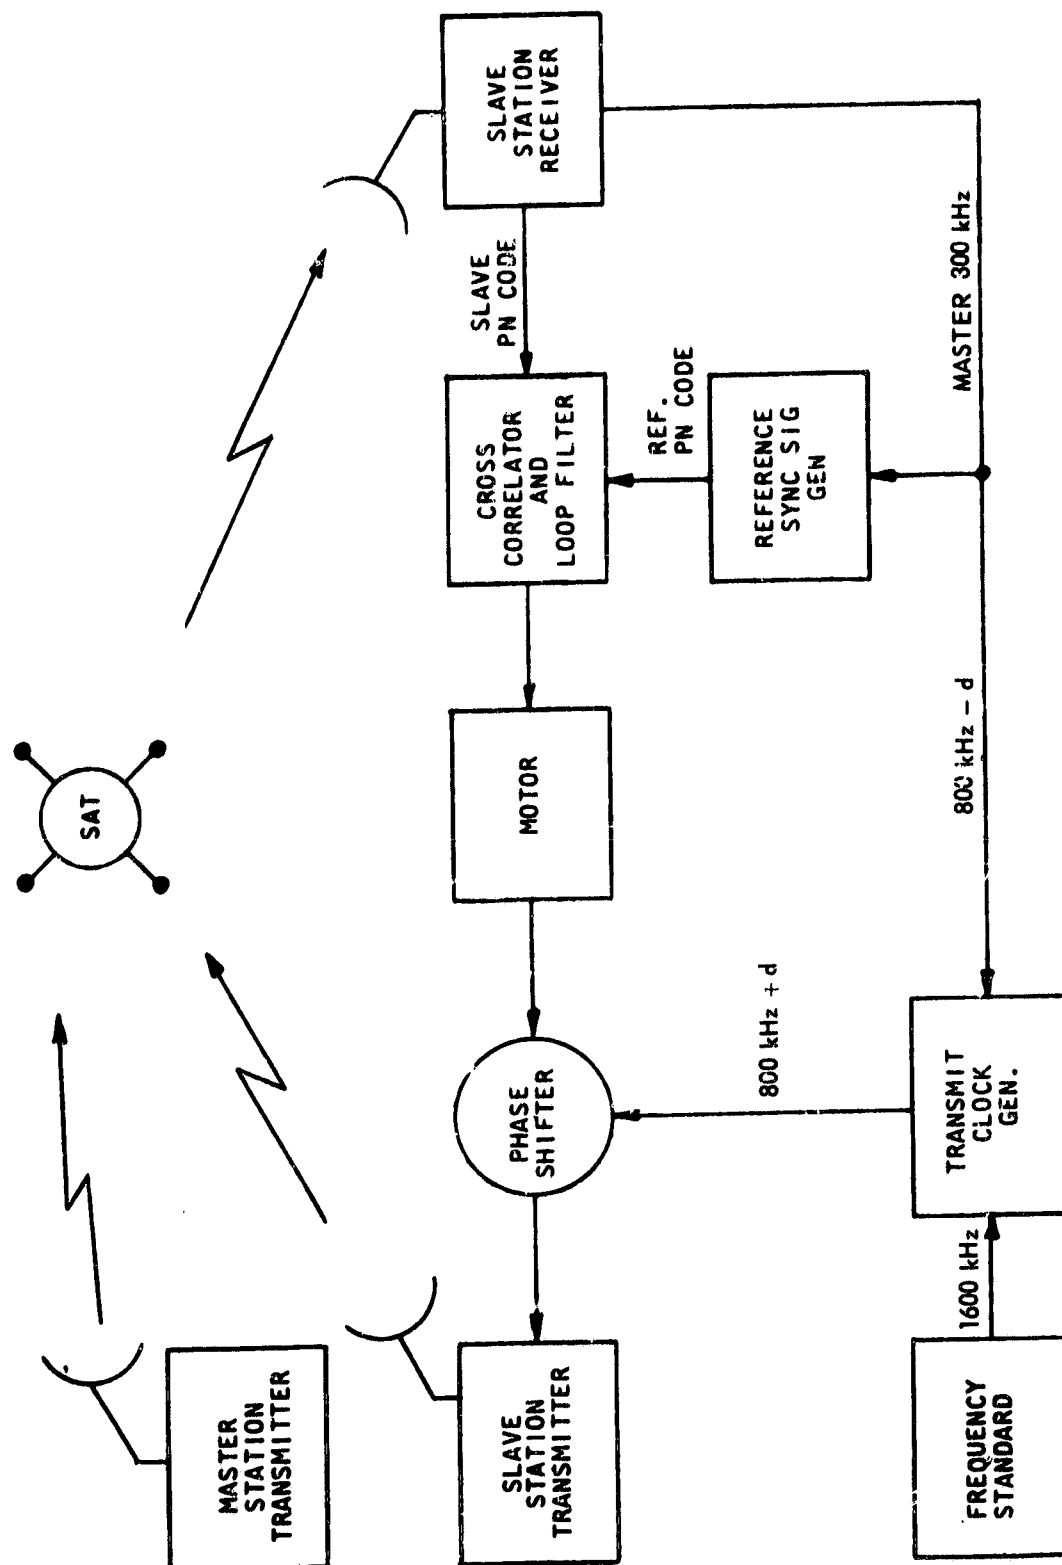 SAT
MASTER
STATION
TRANSMITTER
SLAVE
STATION
TRANSMITTER
PHASE
SHIFTER
MOTOR
CROSS
CORRELATOR
AND
LOOP FILTER
SLAVE
PN CODE
SLAVE
STATION
RECEIVER
REF.
PN CODE
800 kHz + d
REFERENCE
SYNC SIG
GEN
FREQUENCY
STANDARD
1600 kHz
TRANSMIT
CLOCK
GEN.
800 kHz – d
MASTER 300 kHz